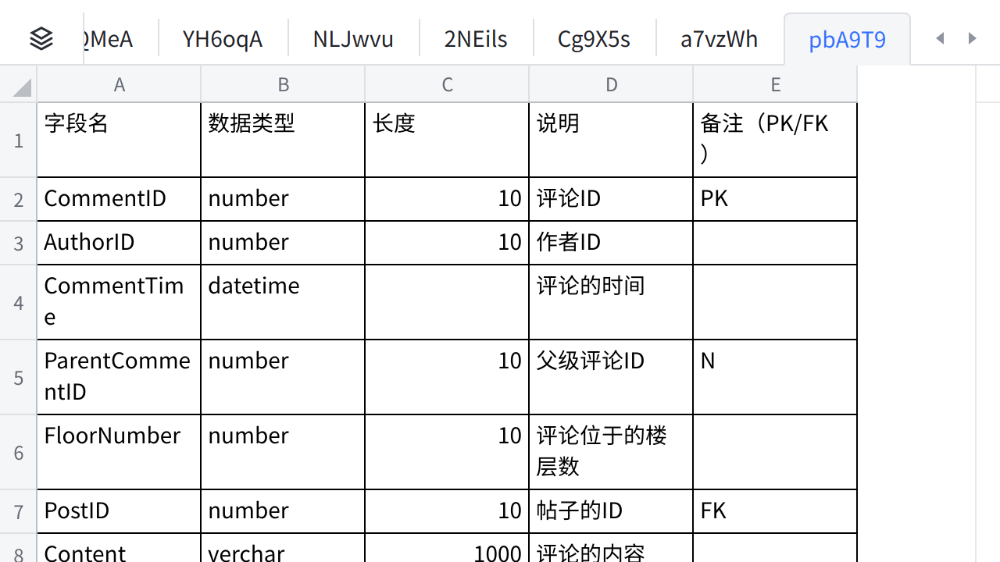 QMeA YH6oqA NLJwvu 2NEils Cg9X5s a7vzWh pbA9T9
A B C D E
1 字段名 数据类型 长度 说明 备注（PK/FK
）
2 CommentID number 10 评论ID PK
3 AuthorID number 10 作者ID
4 CommentTim datetime 评论的时间
e
5 ParentComme number 10 父级评论ID N
ntID
6 FloorNumber number 10 评论位于的楼
层数
7 PostID number 10 帖子的ID FK
8 Content verchar 1000 评论的内容